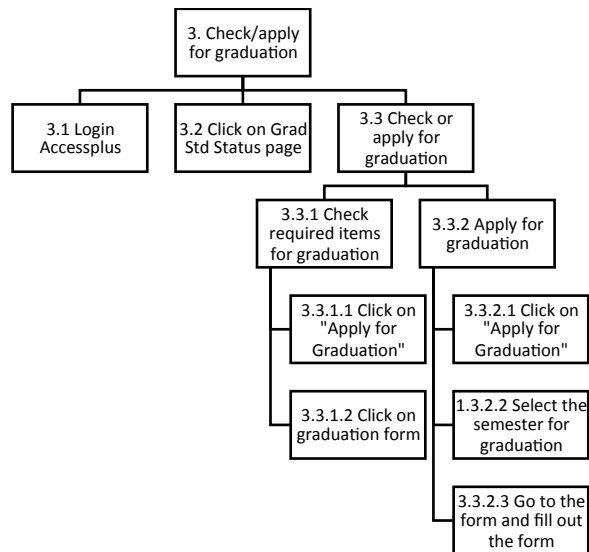 3. Check/apply
for graduation
3.1 Login
Accessplus
3.2 Click on Grad
Std Status page
3.3 Check or
apply for
graduation
3.3.1 Check
required items
for graduation
3.3.2 Apply for
graduation
3.3.1.1 Click on
"Apply for
Graduation"
3.3.2.1 Click on
"Apply for
Graduation"
3.3.1.2 Click on
graduation form
1.3.2.2 Select the
semester for
graduation
3.3.2.3 Go to the
form and fill out
the form